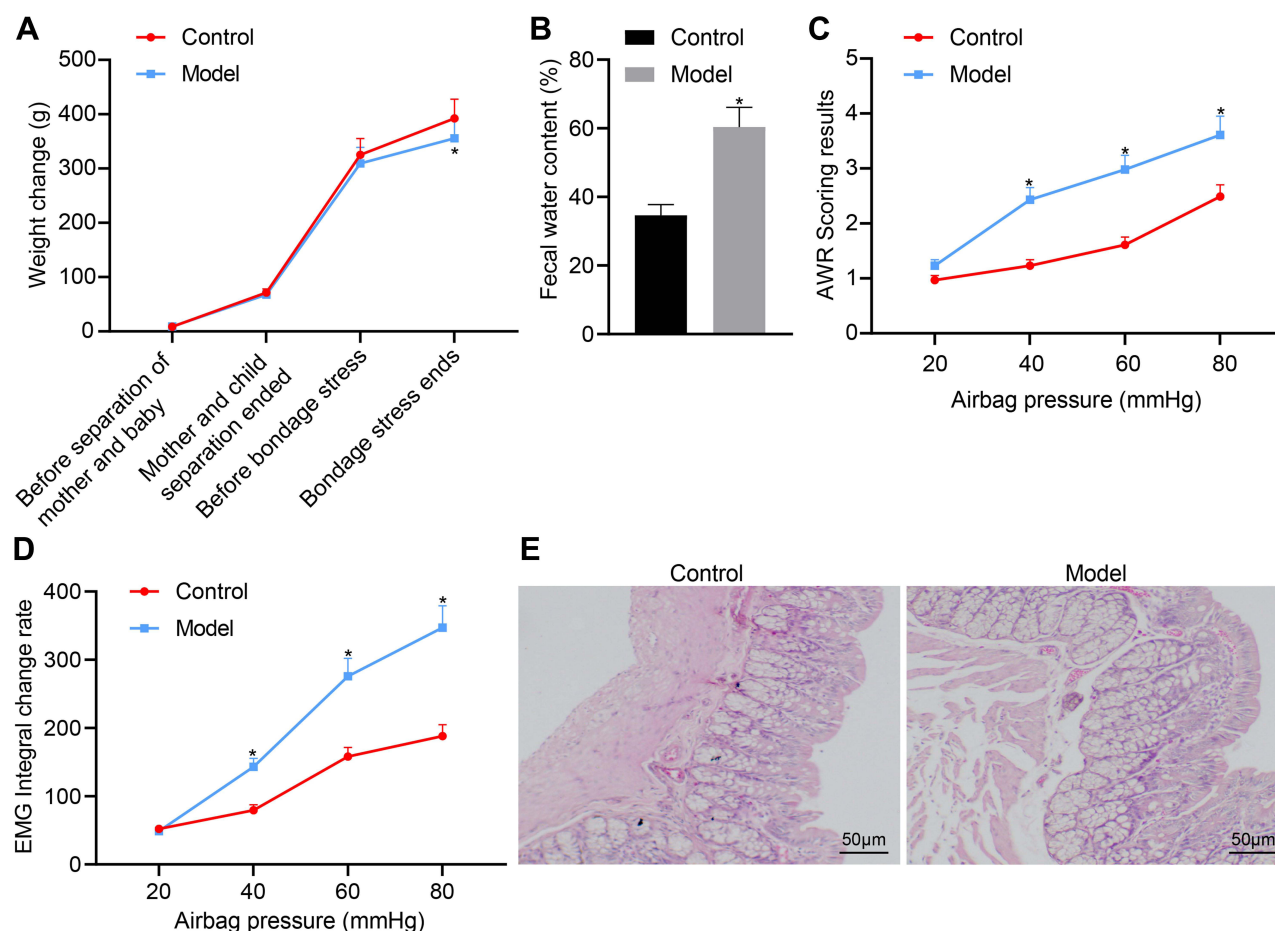 A
Control
Model
Weight change (g)
500
400
300
200
100
0
*
Before separation of
mother and baby
Mother and child
separation ended
Before bondage stress
Bondage stress ends
B
Control
Model
Fecal water content (%)
80
60
40
20
0
*
C
Control
Model
AWR Scoring results
5
4
3
2
1
0
* * *
20 40 60 80
Airbag pressure (mmHg)
D
Control
Model
EMG Integral change rate
400
300
200
100
0
* * *
20 40 60 80
Airbag pressure (mmHg)
E
Control
Model
50μm
50μm